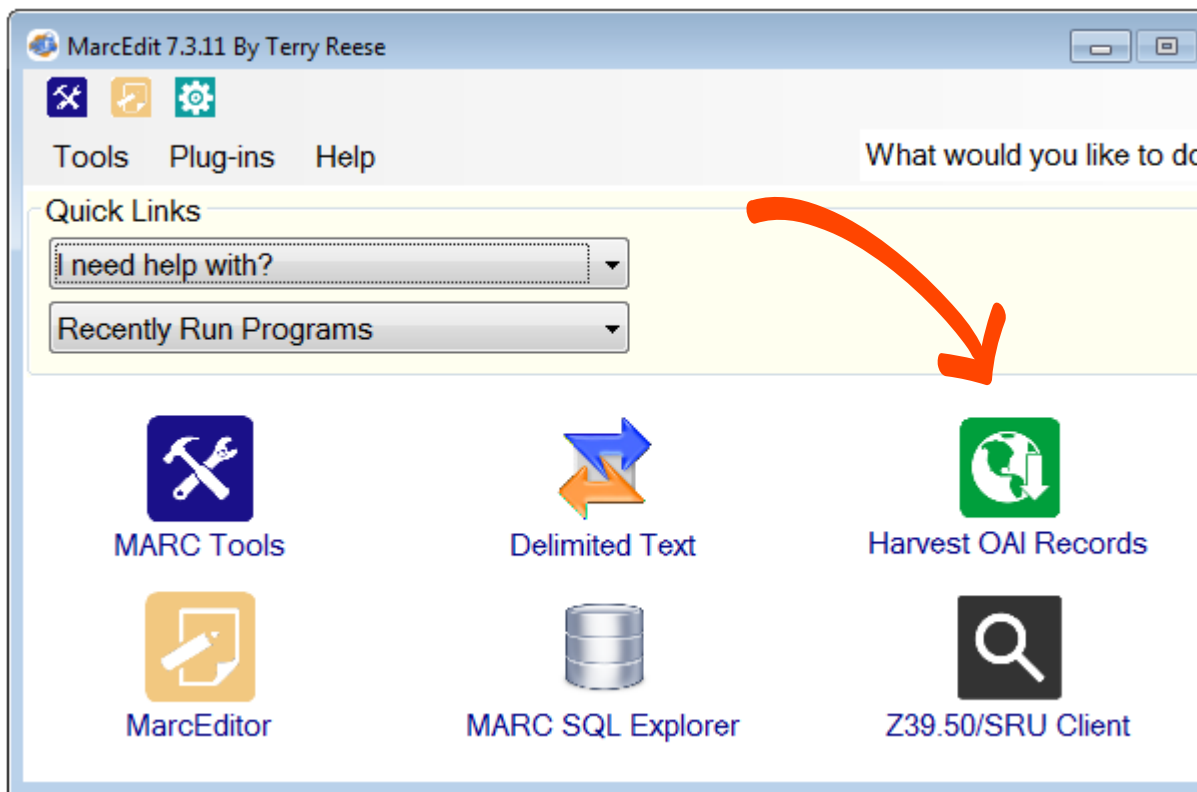 MarcEdit 7.3.11 By Terry Reese
Tools Plug-ins Help What would you like to do
Quick Links
I need help with?
Recently Run Programs
MARC Tools Delimited Text Harvest OAI Records
MarcEditor MARC SQL Explorer Z39.50/SRU Client